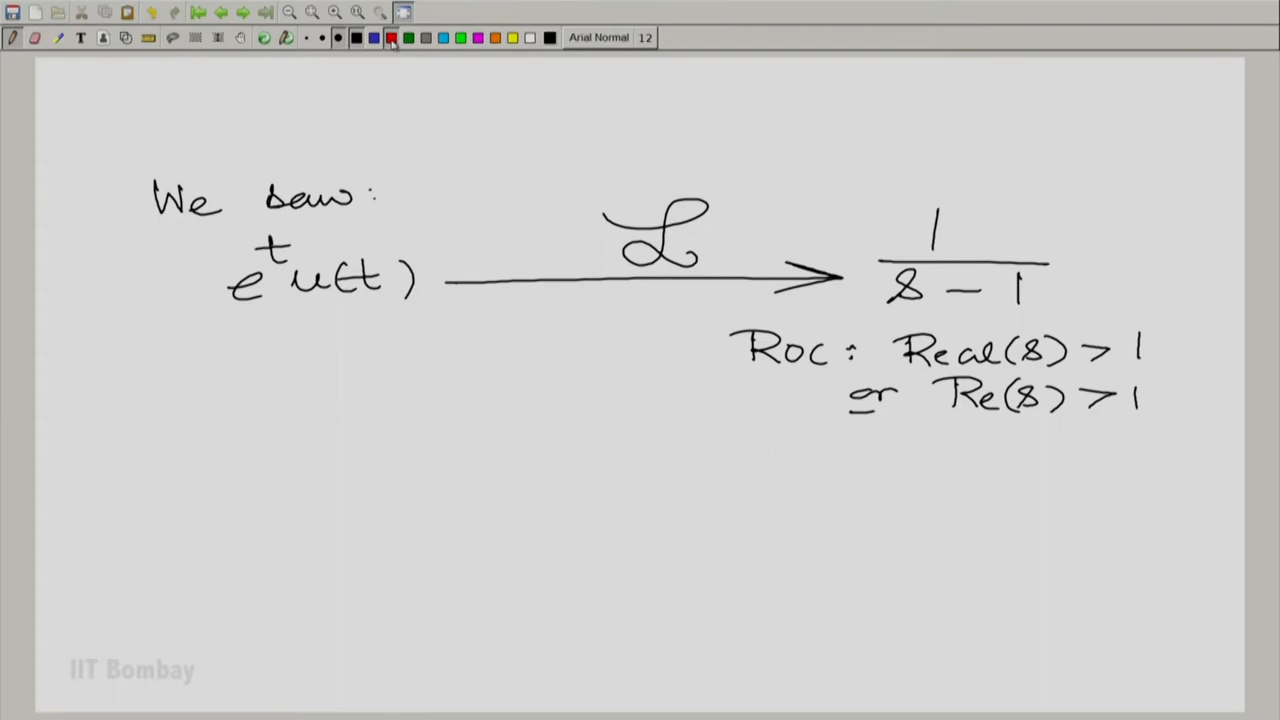 T Arial Normal 12
We saw:
e^t u(t) ℒ 1
s - 1
ROC: Real(s) > 1
or Re(s) > 1
IIT Bombay